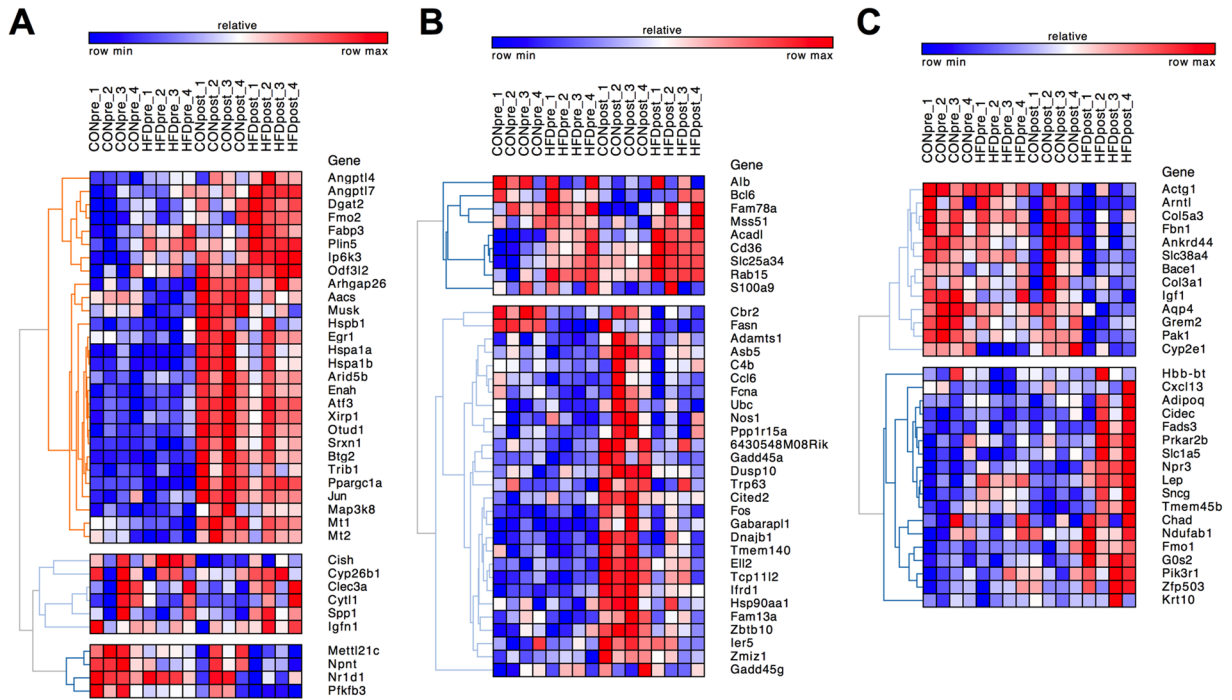 A
relative
row min
row max
CONpre_1
CONpre_2
CONpre_3
CONpre_4
HFDpre_1
HFDpre_2
HFDpre_3
HFDpre_4
CONpost_1
CONpost_2
CONpost_3
CONpost_4
HFDpost_1
HFDpost_2
HFDpost_3
HFDpost_4
Gene
Angptl4
Angptl7
Dgat2
Fmo2
Fabp3
Plin5
Ip6k3
Odf3l2
Arhgap26
Aacs
Musk
Hspb1
Egr1
Hspa1a
Hspa1b
Arid5b
Enah
Atf3
Xirp1
Otud1
Srxn1
Btg2
Trib1
Ppargc1a
Jun
Map3k8
Mt1
Mt2
Cish
Cyp26b1
Clec3a
Cytl1
Spp1
Igfn1
Mettl21c
Npnt
Nr1d1
Pfkfb3
B
relative
row min
row max
CONpre_1
CONpre_2
CONpre_3
CONpre_4
HFDpre_1
HFDpre_2
HFDpre_3
HFDpre_4
CONpost_1
CONpost_2
CONpost_3
CONpost_4
HFDpost_1
HFDpost_2
HFDpost_3
HFDpost_4
Gene
Alb
Bcl6
Fam78a
Mss51
Acadl
Cd36
Slc25a34
Rab15
S100a9
Cbr2
Fasn
Adamts1
Asb5
C4b
Ccl6
Fcna
Ubc
Nos1
Ppp1r15a
6430548M08Rik
Gadd45a
Dusp10
Trp63
Cited2
Fos
Gabarapl1
Dnajb1
Tmem140
Ell2
Tcp11l2
Ifrd1
Hsp90aa1
Fam13a
Zbtb10
Ier5
Zmiz1
Gadd45g
C
relative
row min
row max
CONpre_1
CONpre_2
CONpre_3
CONpre_4
HFDpre_1
HFDpre_2
HFDpre_3
HFDpre_4
CONpost_1
CONpost_2
CONpost_3
CONpost_4
HFDpost_1
HFDpost_2
HFDpost_3
HFDpost_4
Gene
Actg1
Arntl
Col5a3
Fbn1
Ankrd44
Slc38a4
Bace1
Col3a1
Igf1
Aqp4
Grem2
Pak1
Cyp2e1
Hbb-bt
Cxcl13
Adipoq
Cidec
Fads3
Prkar2b
Slc1a5
Npr3
Lep
Sncg
Tmem45b
Chad
Ndufab1
Fmo1
G0s2
Pik3r1
Zfp503
Krt10